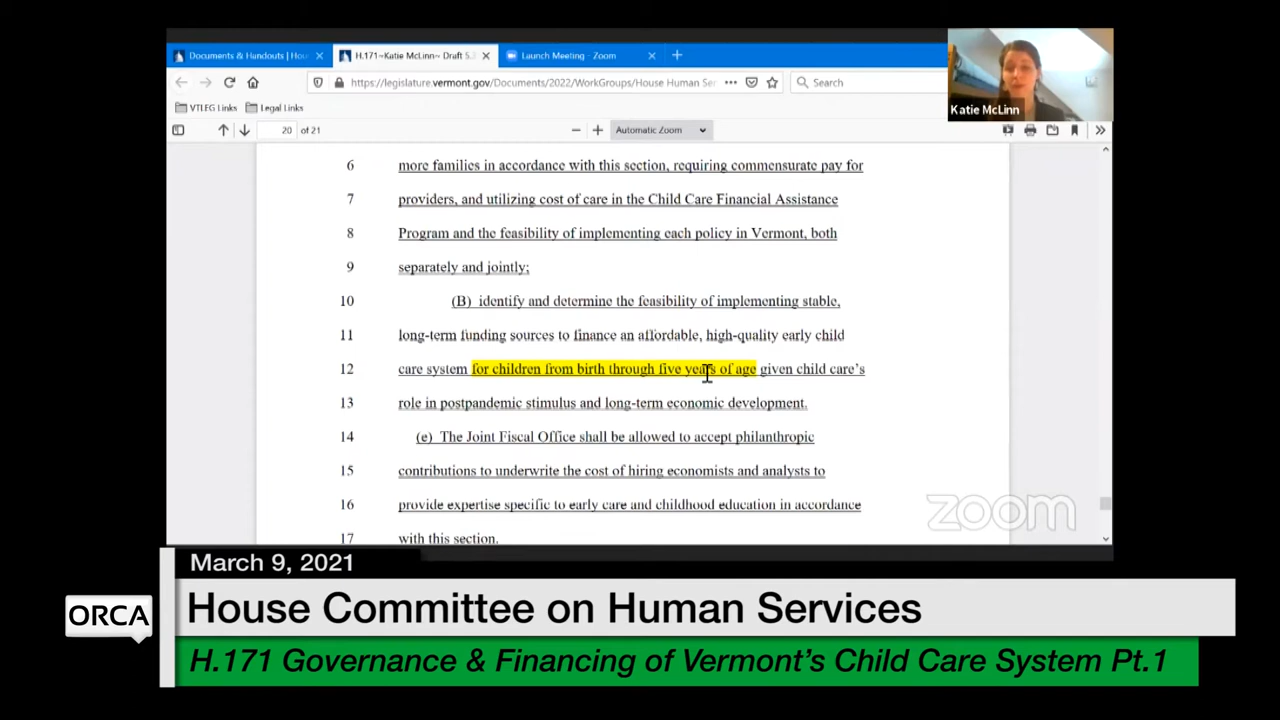 Documents & Handouts | Hou
H.171~Katie McLinn~ Draft 5.
Launch Meeting - Zoom
https://legislature.vermont.gov/Documents/2022/WorkGroups/House Human Ser
Search
Katie McLinn
VTLEG Links
Legal Links
20 of 21
Automatic Zoom
6 more families in accordance with this section, requiring commensurate pay for
7 providers, and utilizing cost of care in the Child Care Financial Assistance
8 Program and the feasibility of implementing each policy in Vermont, both
9 separately and jointly;
10 (B) identify and determine the feasibility of implementing stable,
11 long-term funding sources to finance an affordable, high-quality early child
12 care system for children from birth through five years of age given child care's
13 role in postpandemic stimulus and long-term economic development.
14 (e) The Joint Fiscal Office shall be allowed to accept philanthropic
15 contributions to underwrite the cost of hiring economists and analysts to
16 provide expertise specific to early care and childhood education in accordance
17 with this section.
zoom
March 9, 2021
ORCA
House Committee on Human Services
H.171 Governance & Financing of Vermont's Child Care System Pt.1